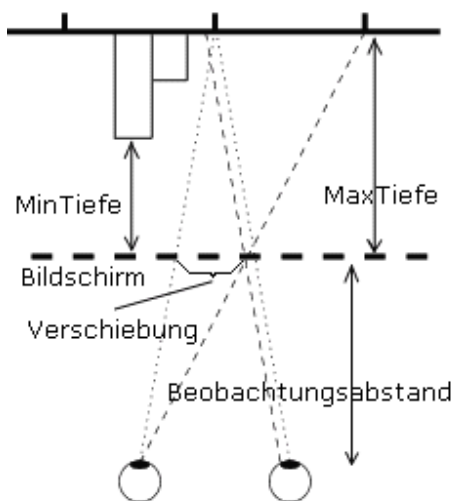 MinTiefe
MaxTiefe
Bildschirm
Verschiebung
Beobachtungsabstand